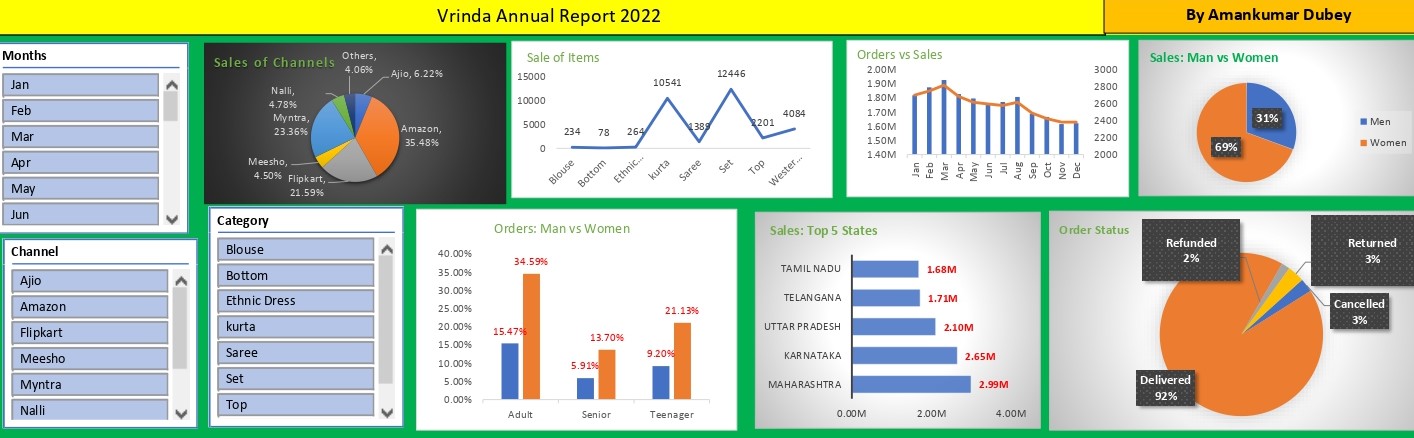 Vrinda Annual Report 2022
By Amankumar Dubey
Months
Jan
Feb
Mar
Apr
May
Jun
Channel
Ajio
Amazon
Flipkart
Meesho
Myntra
Nalli
Sales of Channels
Others,
4.06%
Ajio, 6.22%
Nalli,
4.78%
Myntra,
23.36%
Amazon,
35.48%
Meesho,
4.50%
Flipkart,
21.59%
Sale of Items
15000
10000
5000
0
234
78
264
10541
1389
12446
2201
4084
Blouse
Bottom
Ethnic...
kurta
Saree
Set
Top
Wester...
Orders vs Sales
2.00M
1.90M
1.80M
1.70M
1.60M
1.50M
1.40M
3000
2800
2600
2400
2200
2000
Jan
Feb
Mar
Apr
May
Jun
Jul
Aug
Sep
Oct
Nov
Dec
Sales: Man vs Women
31%
69%
Men
Women
Category
Blouse
Bottom
Ethnic Dress
kurta
Saree
Set
Top
Orders: Man vs Women
40.00%
35.00%
30.00%
25.00%
20.00%
15.00%
10.00%
5.00%
0.00%
15.47%
34.59%
5.91%
13.70%
9.20%
21.13%
Adult
Senior
Teenager
Sales: Top 5 States
TAMIL NADU
1.68M
TELANGANA
1.71M
UTTAR PRADESH
2.10M
KARNATAKA
2.65M
MAHARASHTRA
2.99M
0.00M
2.00M
4.00M
Order Status
Refunded
2%
Returned
3%
Cancelled
3%
Delivered
92%